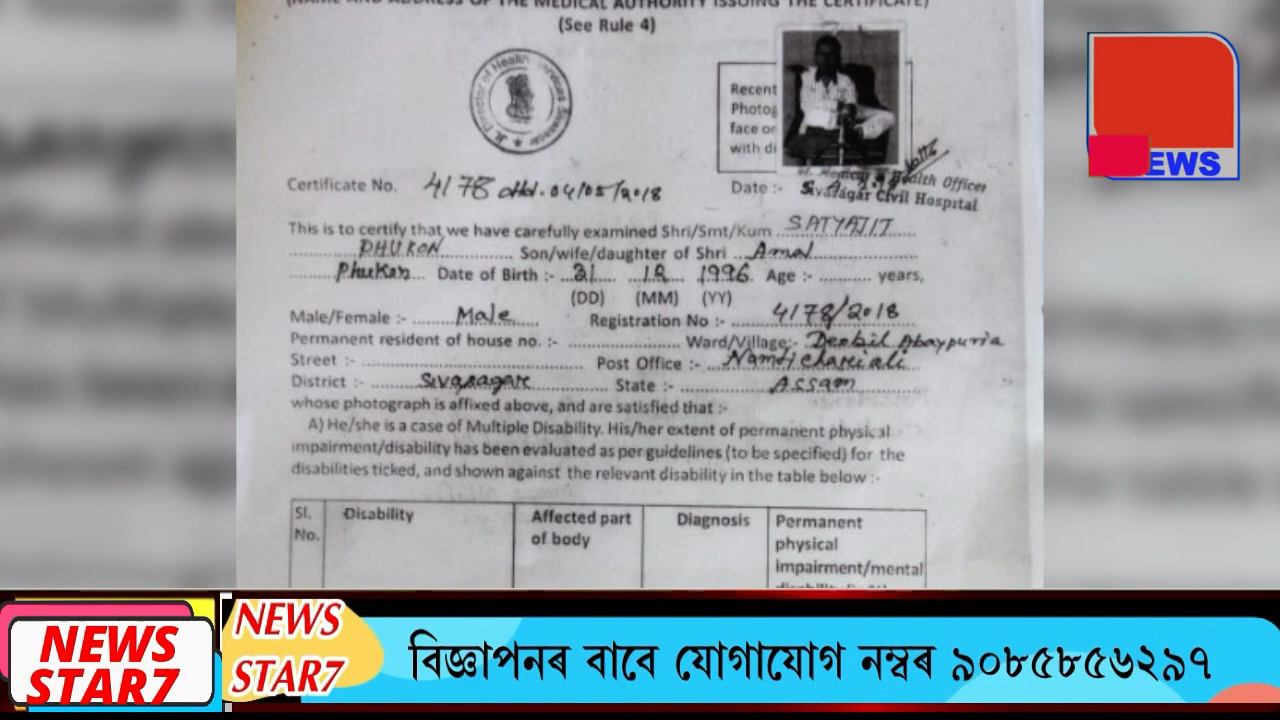 (NAME AND ADDRESS OF THE MEDICAL AUTHORITY ISSUING THE CERTIFICATE)
(See Rule 4)
Recent
Photog
face or
with di
EWS
Certificate No. 4178 dtd. 04/05/2018
Date :-
Medical & Health Officer
Sivasagar Civil Hospital
This is to certify that we have carefully examined Shri/Smt/Kum SATYAJIT
PHUKON Son/wife/daughter of Shri Amal
Phukan Date of Birth :- 31 12 1996 Age :- years,
(DD) (MM) (YY)
Male/Female :- Male Registration No :- 4178/2018
Permanent resident of house no. :- Ward/Village:- Abaypuria
Street :- Post Office :- Namtichariali
District :- Sivasagar State :- Assam
whose photograph is affixed above, and are satisfied that :-
A) He/she is a case of Multiple Disability. His/her extent of permanent physical
impairment/disability has been evaluated as per guidelines (to be specified) for the
disabilities ticked, and shown against the relevant disability in the table below :-
Sl. No.
Disability
Affected part of body
Diagnosis
Permanent physical impairment/mental
NEWS
STAR7
NEWS
STAR7
বিজ্ঞাপনৰ বাবে যোগাযোগ নম্বৰ ৯০৮৫৮৫৬২৯৭